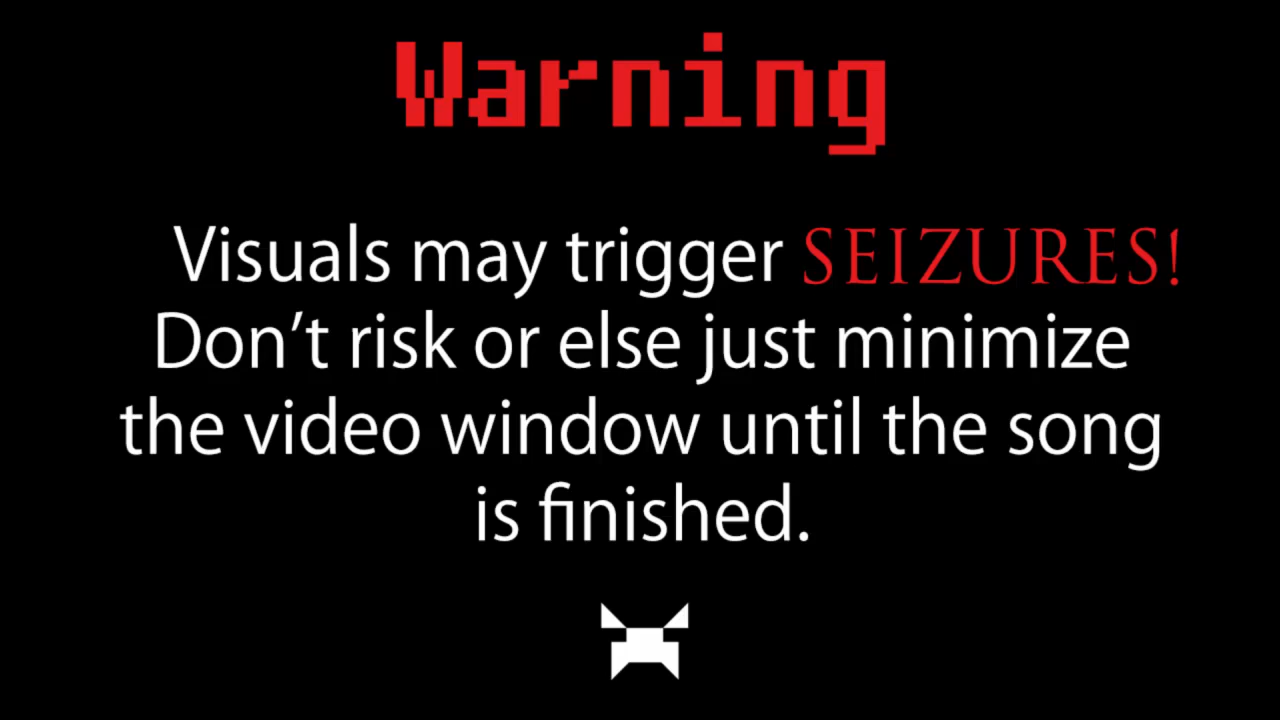 Warning
Visuals may trigger SEIZURES!
Don’t risk or else just minimize
the video window until the song
is finished.